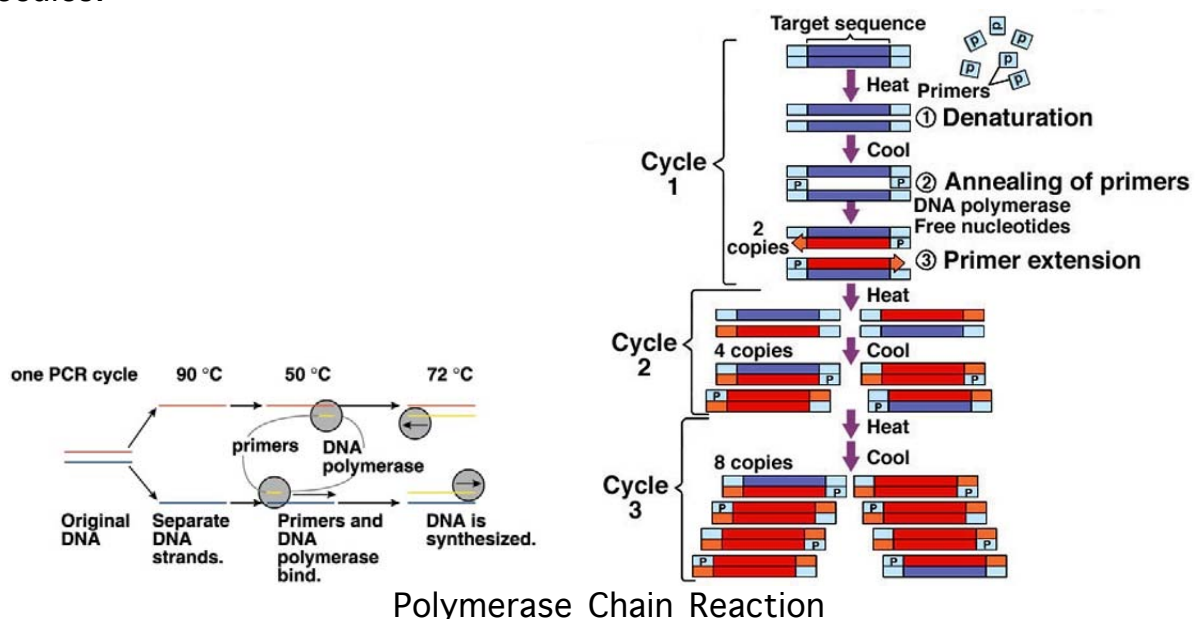 Target sequence
P
P
P
P
P
P
Heat
Primers
① Denaturation
Cool
Cycle
1
P
P
② Annealing of primers
DNA polymerase
Free nucleotides
2
copies
P
P
③ Primer extension
Heat
Cycle
2
4 copies
Cool
P
P
P
P
Heat
Cool
Cycle
3
8 copies
P
P
P
P
P
P
P
P
one PCR cycle 90 °C 50 °C 72 °C
primers
DNA
polymerase
Original
DNA
Separate
DNA
strands.
Primers and
DNA
polymerase
bind.
DNA is
synthesized.
Polymerase Chain Reaction